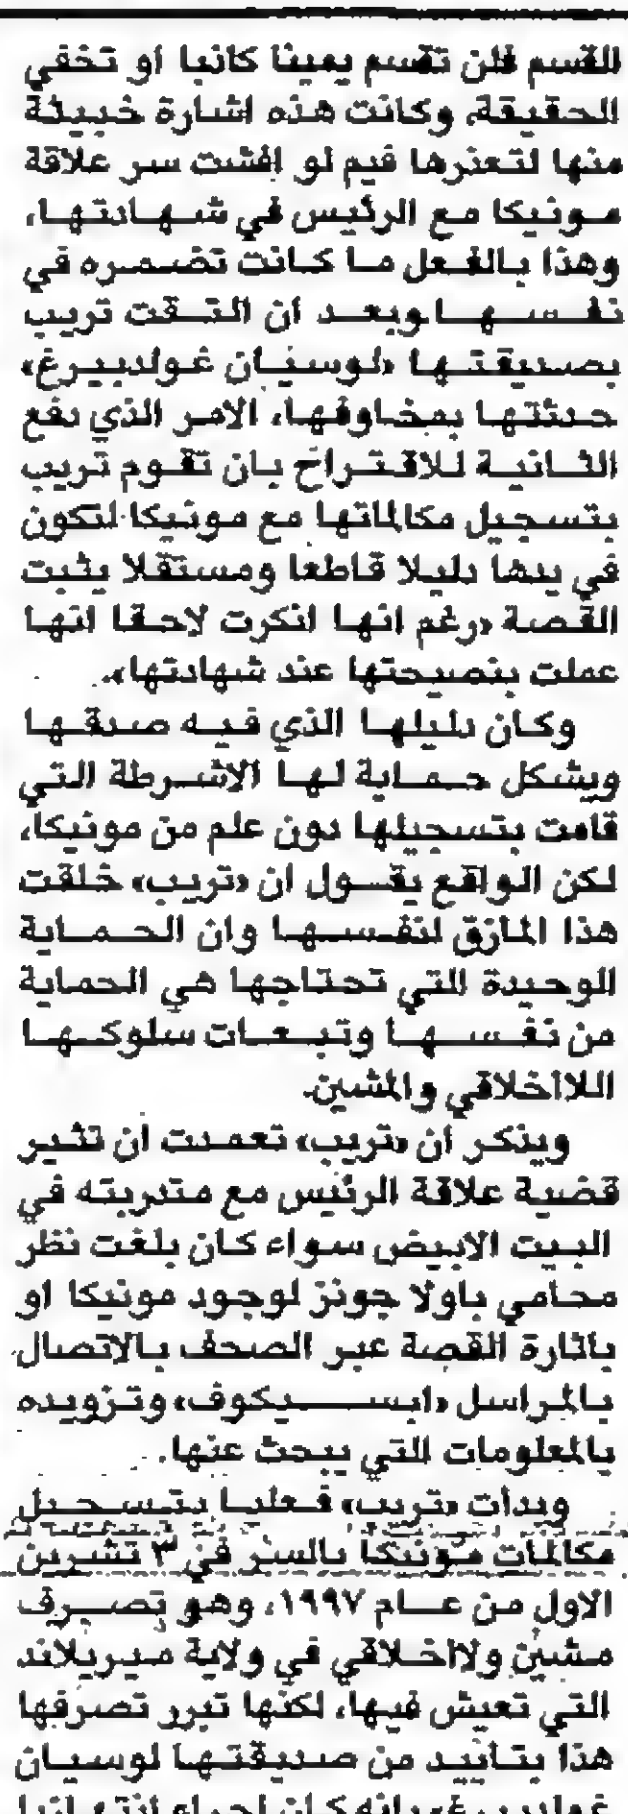 القسم فلن تقسم يمينا كاذبا او تخفي
الحقيقة، وكانت هذه اشارة خبيثة
منها لتعذرها فيم لو افشت سر علاقة
مونيكا مع الرئيس في شهادتها،
وهذا بالفعل ما كانت تضمره في
نفسها وبعد ان التقت تريب
بصديقتها «لوسيان غولدبيرغ»
حدثتها بمخاوفها، الامر الذي دفع
الثانية للاقتراح بان تقوم تريب
بتسجيل مكالماتها مع مونيكا لتكون
في يدها دليلا قاطعا ومستقلا يثبت
القصة «رغم انها انكرت لاحقا انها
عملت بنصيحتها عند شهادتها».
وكان دليلها الذي فيه صدقها
ويشكل حماية لها الاشرطة التي
قامت بتسجيلها دون علم من مونيكا،
لكن الواقع يقول ان «تريب» خلقت
هذا المازق لنفسها وان الحماية
الوحيدة التي تحتاجها هي الحماية
من نفسها وتبعات سلوكها
اللااخلاقي والمشين.
ويذكر ان «تريب» تعمدت ان تثير
قضية علاقة الرئيس مع متدربته في
البيت الابيض سواء كان بلغت نظر
محامي باولا جونز لوجود مونيكا او
باثارة القصة عبر الصحف بالاتصال
بالمراسل «ايسيكوف» وتزويده
بالمعلومات التي يبحث عنها.
وبدات «تريب» فعليا بتسجيل
مكالمات مونيكا بالسر في ٣ تشرين
الاول من عام ١٩٩٧، وهو تصرف
مشين ولااخلاقي في ولاية ميريلاند
التي تعيش فيها، لكنها تبرر تصرفها
هذا بتاييد من صديقتها لوسيان